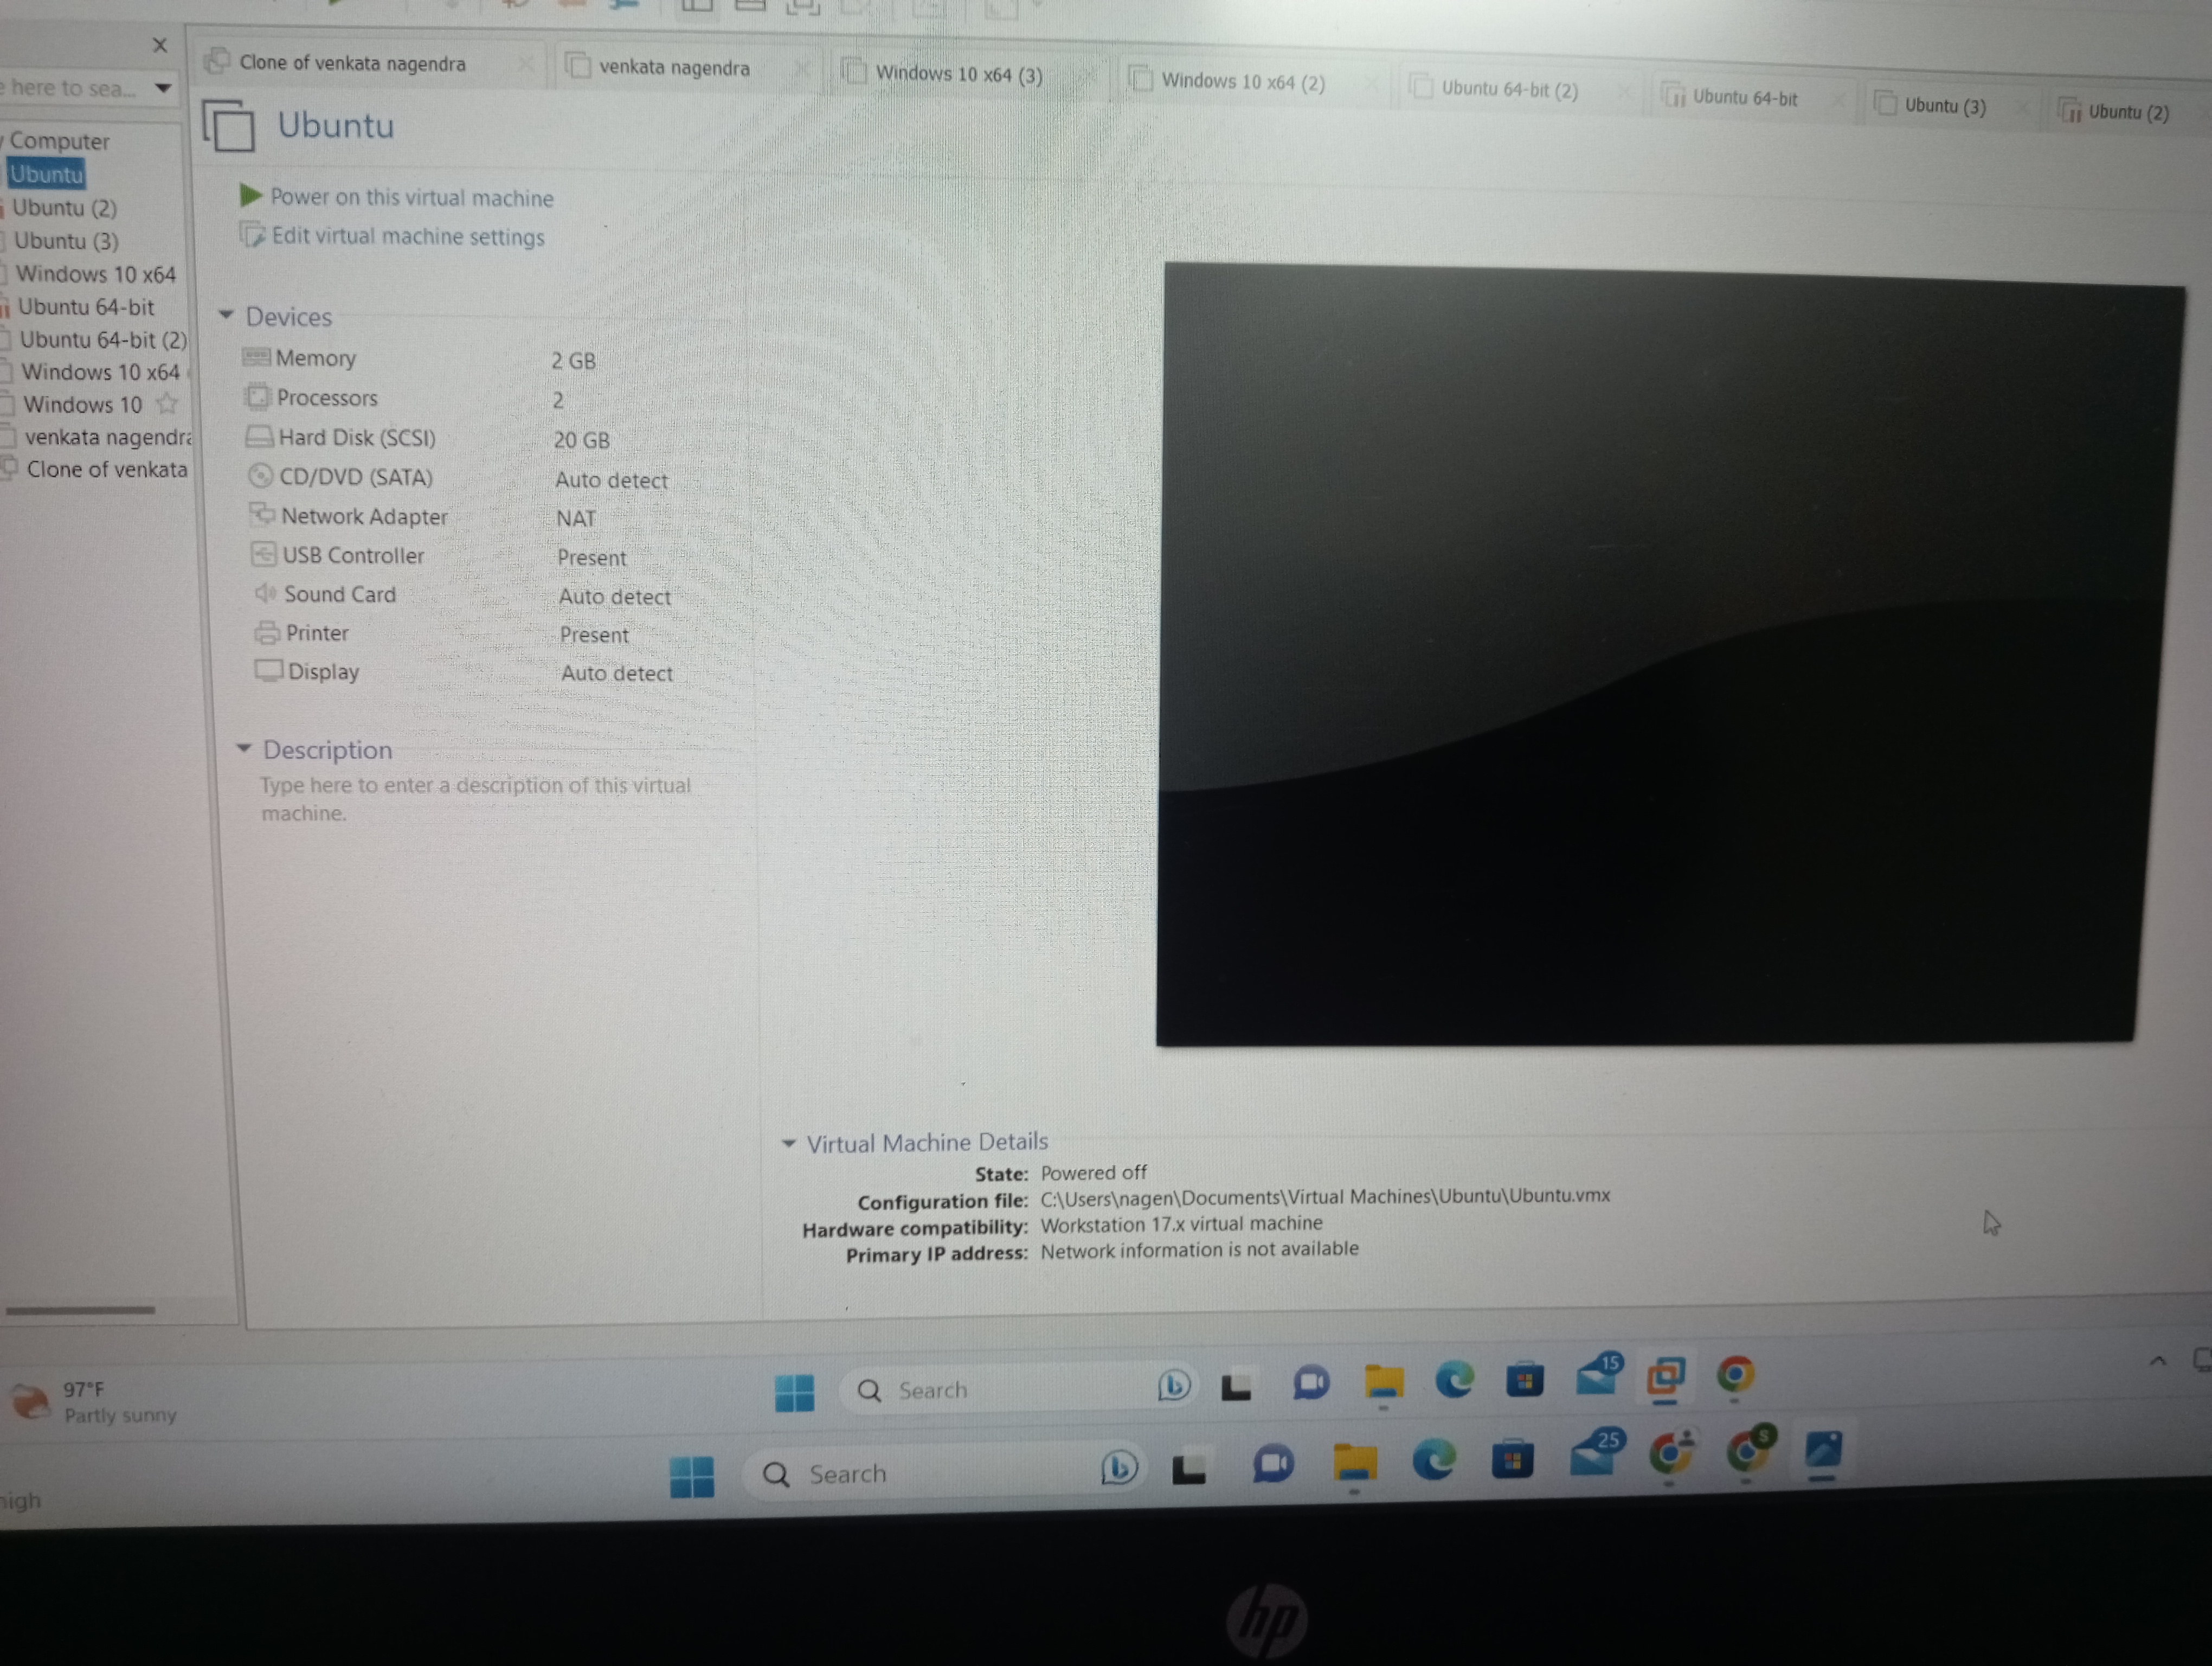 here to sea...
Computer
Ubuntu
Ubuntu (2)
Ubuntu (3)
Windows 10 x64
Ubuntu 64-bit
Ubuntu 64-bit (2)
Windows 10 x64
Windows 10
venkata nagendra
Clone of venkata
Clone of venkata nagendra
venkata nagendra
Windows 10 x64 (3)
Windows 10 x64 (2)
Ubuntu 64-bit (2)
Ubuntu 64-bit
Ubuntu (3)
Ubuntu (2)
Ubuntu
Power on this virtual machine
Edit virtual machine settings
Devices
Memory 2 GB
Processors 2
Hard Disk (SCSI) 20 GB
CD/DVD (SATA) Auto detect
Network Adapter NAT
USB Controller Present
Sound Card Auto detect
Printer Present
Display Auto detect
Description
Type here to enter a description of this virtual
machine.
Virtual Machine Details
State: Powered off
Configuration file: C:\Users\nagen\Documents\Virtual Machines\Ubuntu\Ubuntu.vmx
Hardware compatibility: Workstation 17.x virtual machine
Primary IP address: Network information is not available
97°F
Partly sunny
Search
15
Search
25
S
high
hp